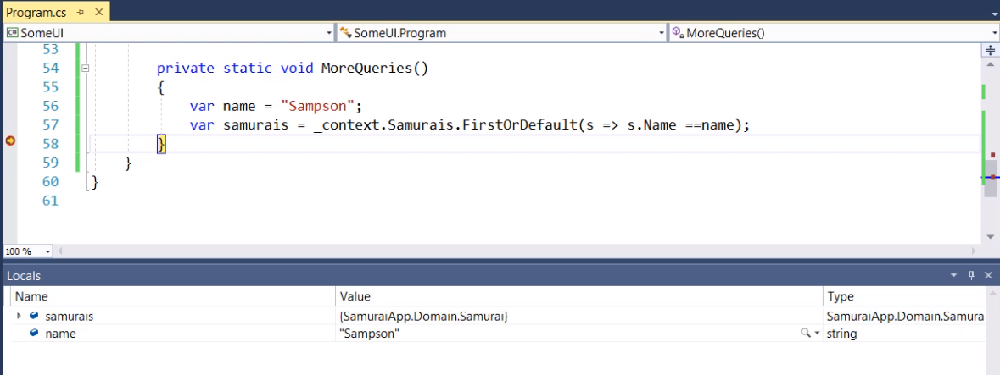 Program.cs
SomeUI SomeUI.Program MoreQueries()
53
54 private static void MoreQueries()
55 {
56 var name = "Sampson";
57 var samurais = _context.Samurais.FirstOrDefault(s => s.Name ==name);
58 }
59 }
60 }
61
100 %
Locals
Name Value Type
samurais {SamuraiApp.Domain.Samurai} SamuraiApp.Domain.Samura
name "Sampson" string